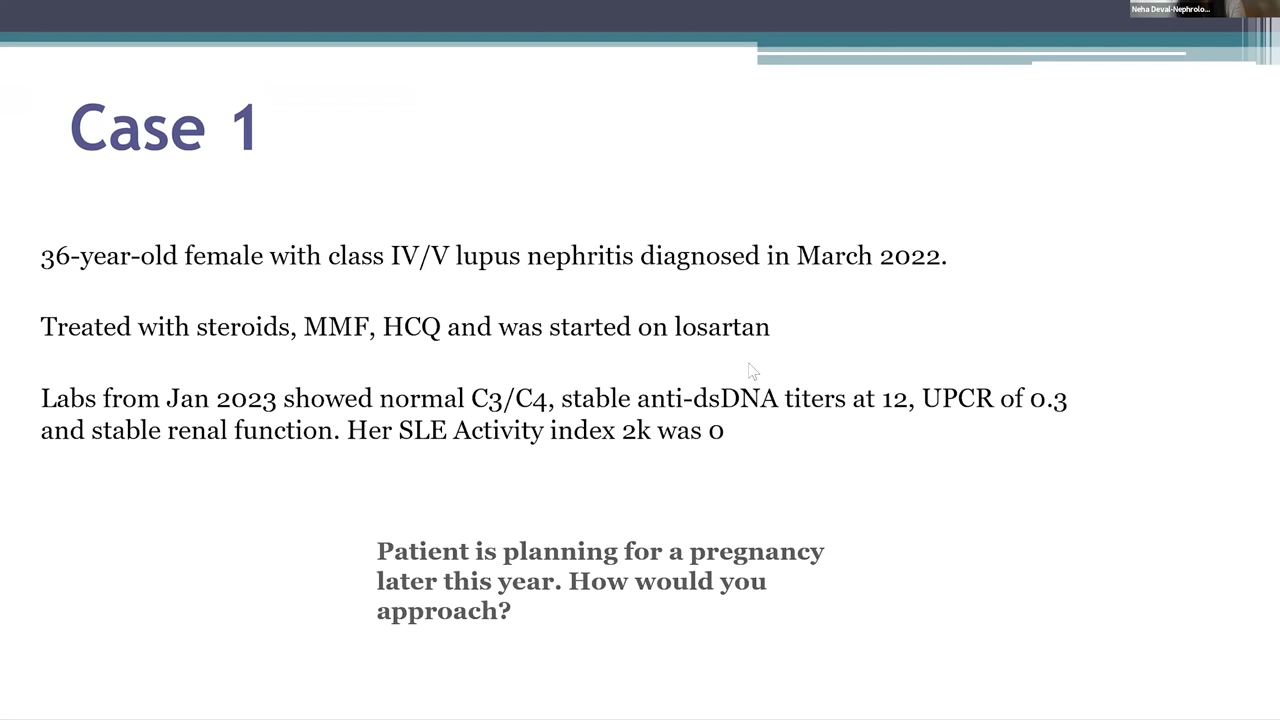 Neha Deval-Nephrolo...
Case 1
36-year-old female with class IV/V lupus nephritis diagnosed in March 2022.
Treated with steroids, MMF, HCQ and was started on losartan
Labs from Jan 2023 showed normal C3/C4, stable anti-dsDNA titers at 12, UPCR of 0.3
and stable renal function. Her SLE Activity index 2k was 0
Patient is planning for a pregnancy
later this year. How would you
approach?